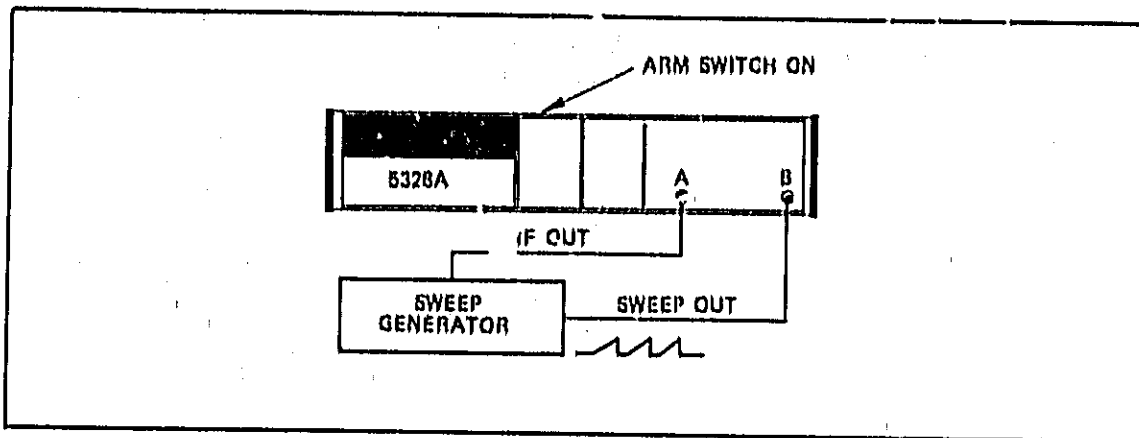 ARM SWITCH ON
5328A
A
B
IF OUT
SWEEP
GENERATOR
SWEEP OUT